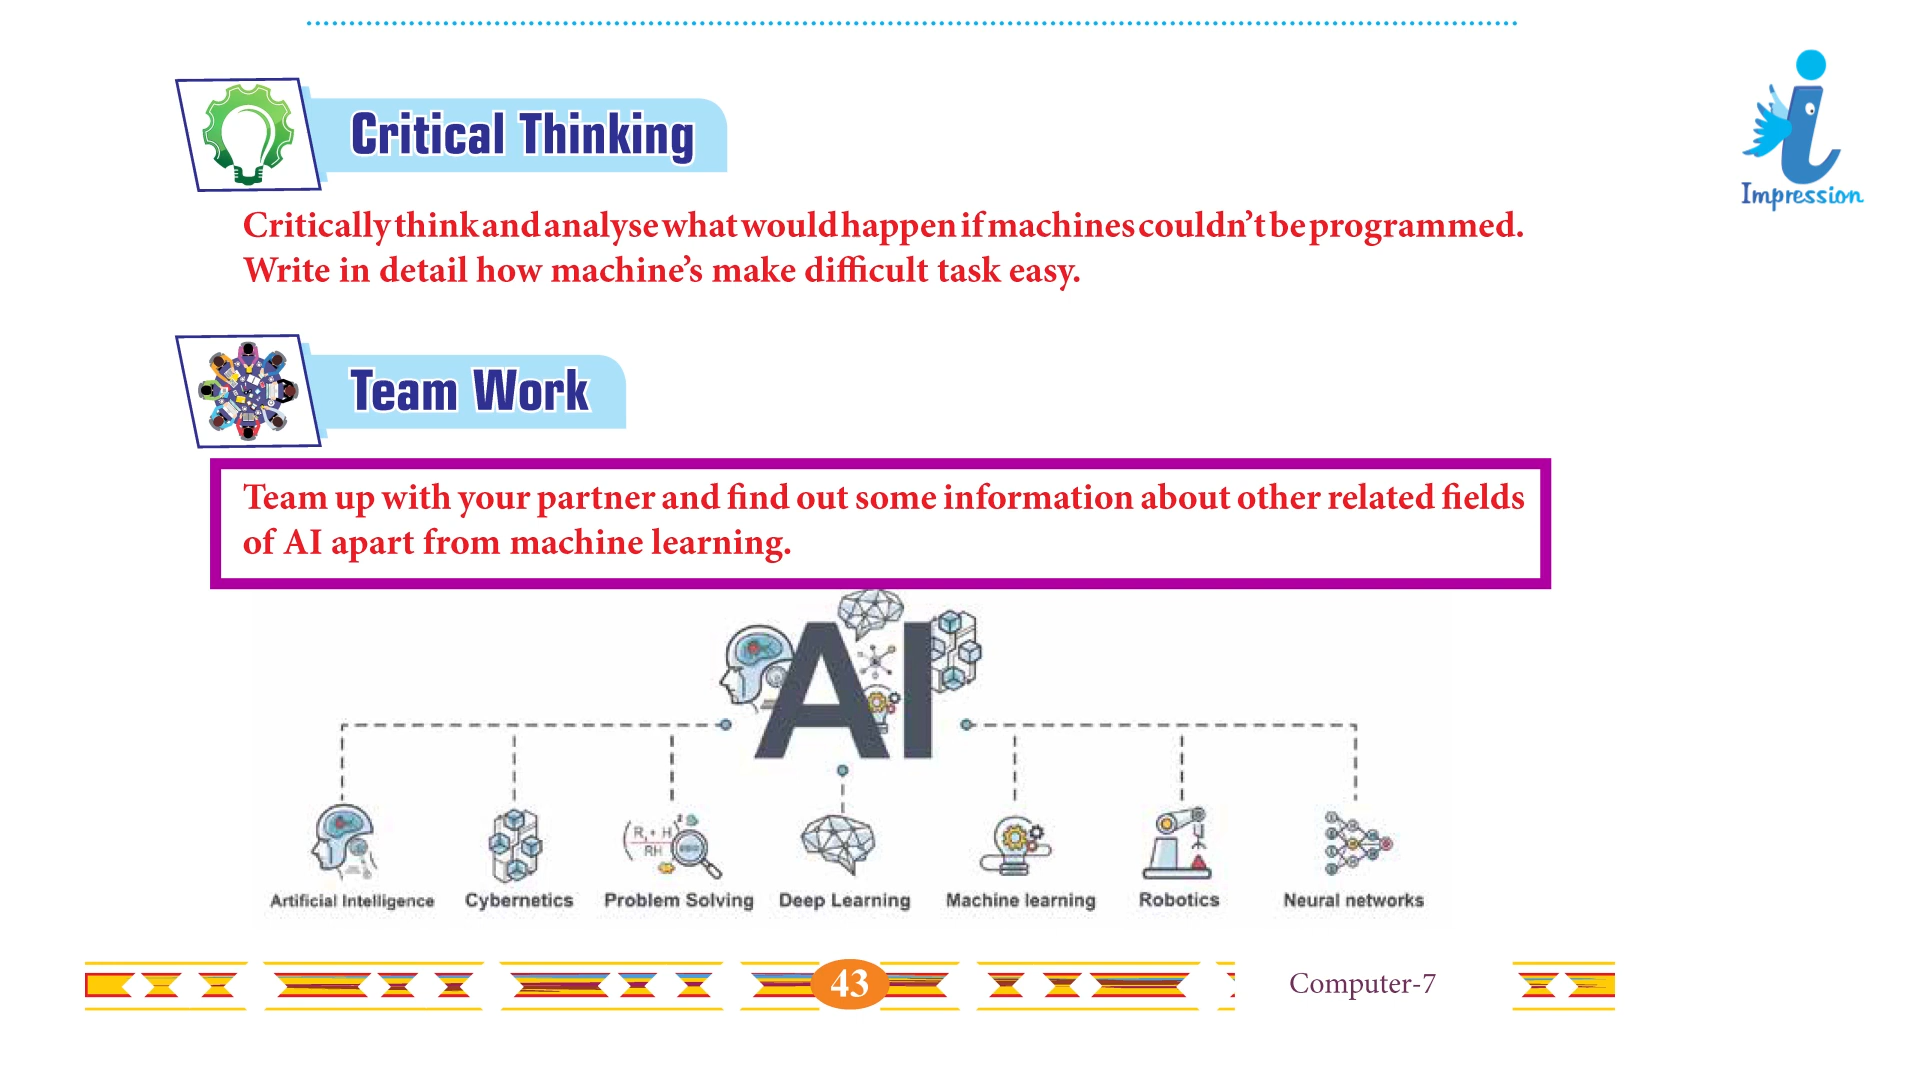 Critical Thinking
Impression
Critically think and analyse what would happen if machines couldn't be programmed.
Write in detail how machine's make difficult task easy.
Team Work
Team up with your partner and find out some information about other related fields
of AI apart from machine learning.
AI
R + H
RH
2
Artificial Intelligence Cybernetics Problem Solving Deep Learning Machine learning Robotics Neural networks
43 Computer-7